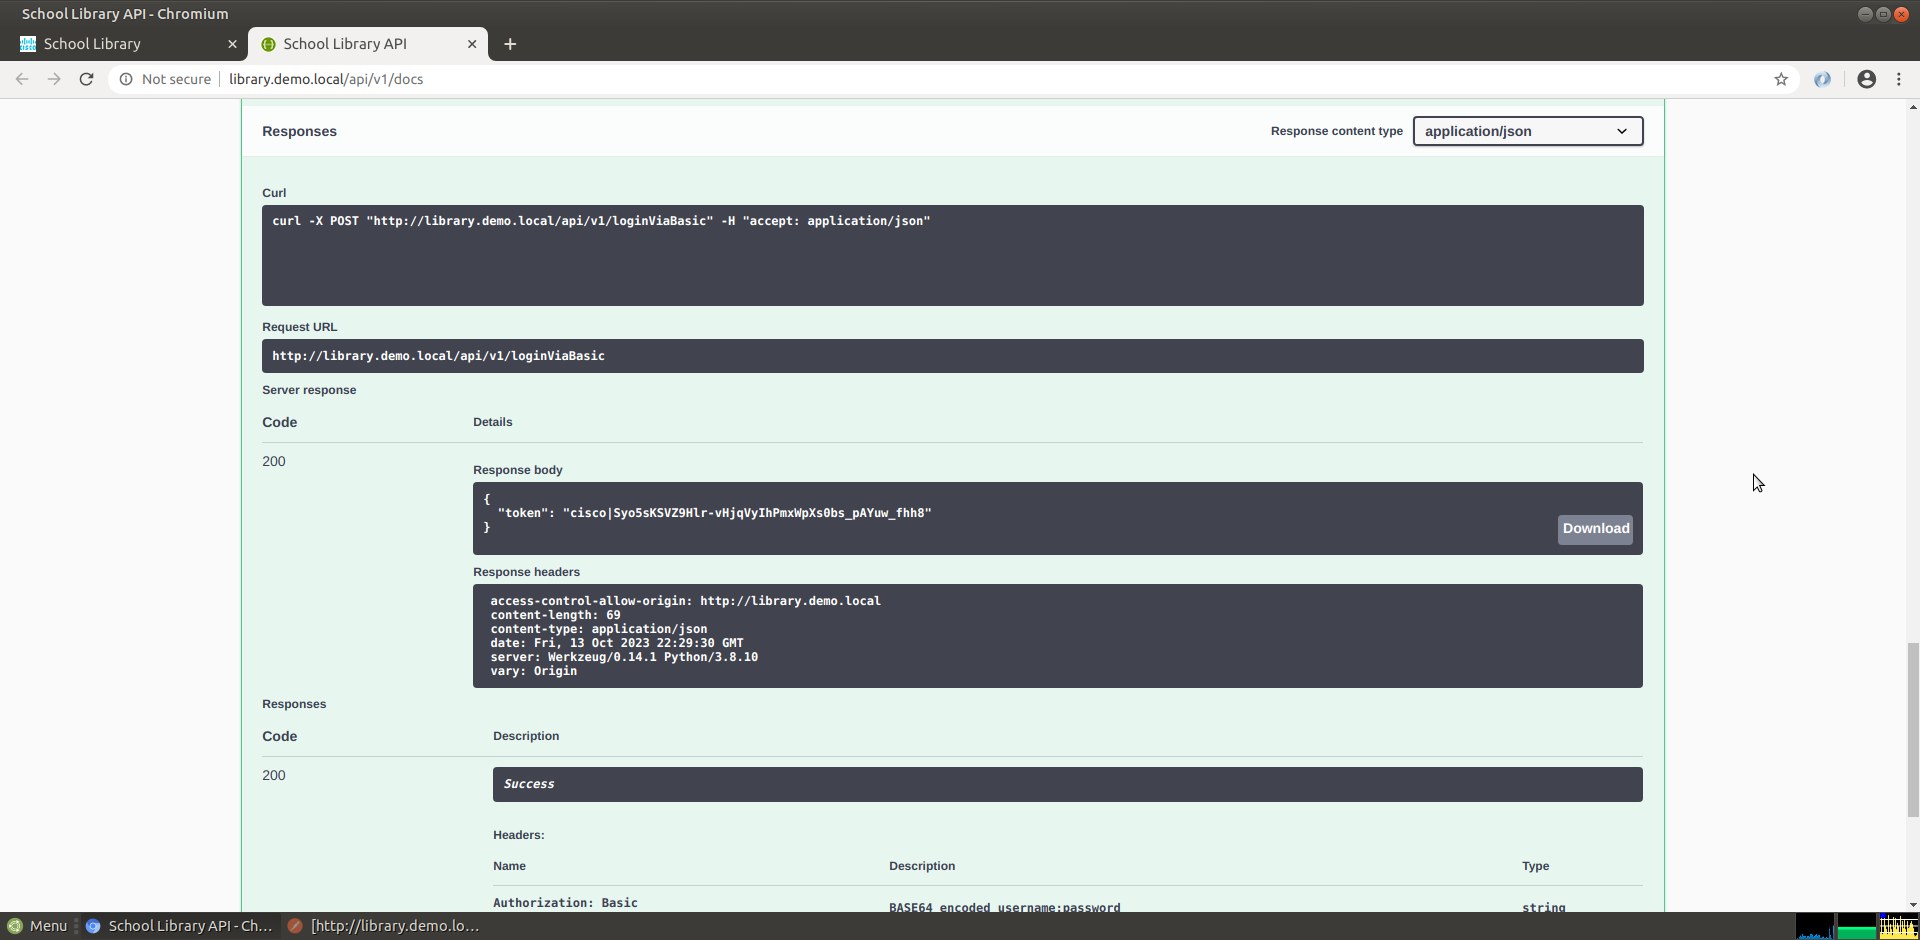 School Library API - Chromium
School Library
School Library API
Not secure
library.demo.local/api/v1/docs
Responses
Response content type
application/json
Curl
curl -X POST "http://library.demo.local/api/v1/loginViaBasic" -H "accept: application/json"
Request URL
http://library.demo.local/api/v1/loginViaBasic
Server response
Code
Details
200
Response body
{
"token": "cisco|Syo5sKSVZ9Hlr-vHjqVyIhPmxWpXs0bs_pAYuw_fhh8"
}
Download
Response headers
access-control-allow-origin: http://library.demo.local
content-length: 69
content-type: application/json
date: Fri, 13 Oct 2023 22:29:30 GMT
server: Werkzeug/0.14.1 Python/3.8.10
vary: Origin
Responses
Code
Description
200
Success
Headers:
Name
Description
Type
Authorization: Basic
BASE64 encoded username:password
string
Menu
School Library API - Ch...
[http://library.demo.lo...